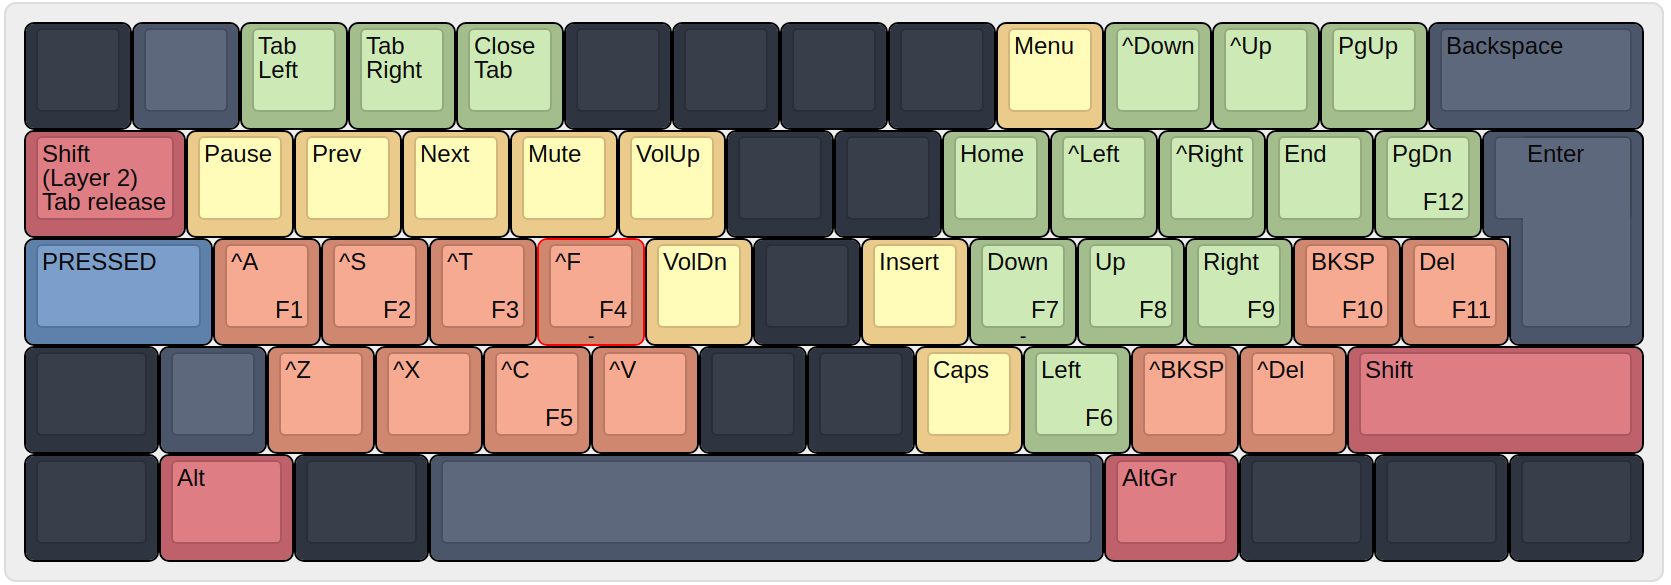 Tab
Left
Tab
Right
Close
Tab
Menu
^Down
^Up
PgUp
Backspace
Shift
(Layer 2)
Tab release
Pause
Prev
Next
Mute
VolUp
Home
^Left
^Right
End
PgDn
F12
Enter
PRESSED
^A
F1
^S
F2
^T
F3
^F
F4
-
VolDn
Insert
Down
F7
-
Up
F8
Right
F9
BKSP
F10
Del
F11
^Z
^X
^C
F5
^V
Caps
Left
F6
^BKSP
^Del
Shift
Alt
AltGr